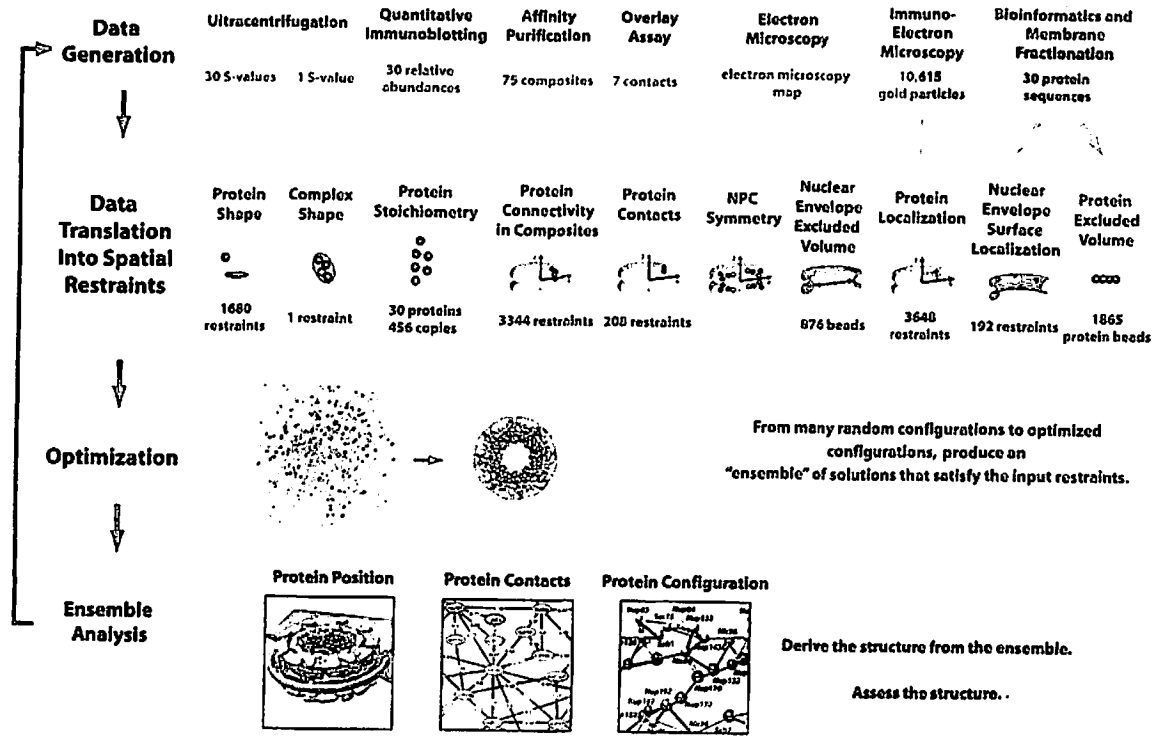 Data
Generation
Ultracentrifugation
Quantitative
Immunoblotting
Affinity
Purification
Overlay
Assay
Electron
Microscopy
Immuno-
Electron
Microscopy
Bioinformatics and
Membrane
Fractionation
30 S-values
1 S-value
30 relative
abundances
75 composites
7 contacts
electron microscopy
map
10,615
gold particles
30 protein
sequences
Data
Translation
Into Spatial
Restraints
Protein
Shape
Complex
Shape
Protein
Stoichiometry
Protein
Connectivity
in Composites
Protein
Contacts
NPC
Symmetry
Nuclear
Envelope
Excluded
Volume
Protein
Localization
Nuclear
Envelope
Surface
Localization
Protein
Excluded
Volume
1680
restraints
1 restraint
30 proteins
456 copies
3344 restraints
208 restraints
876 beads
3648
restraints
192 restraints
1865
protein beads
Optimization
From many random configurations to optimized
configurations, produce an
"ensemble" of solutions that satisfy the input restraints.
Ensemble
Analysis
Protein Position
Protein Contacts
Protein Configuration
Nup85
Nup84
Nup133
Nup192
Derive the structure from the ensemble.
Assess the structure.